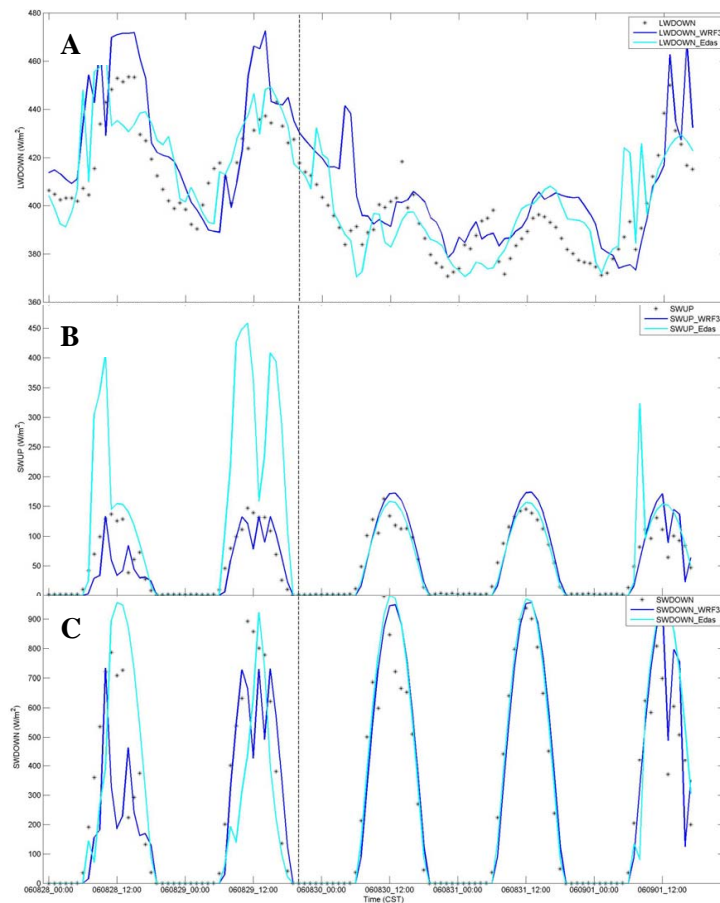 A
480
460
440
420
400
380
360
LWDOWN (W/m²)
LWDOWN
LWDOWN_WRF3
LWDOWN_Edas
B
450
400
350
300
250
200
150
100
50
0
SWUP (W/m²)
SWUP
SWUP_WRF3
SWUP_Edas
C
900
800
700
600
500
400
300
200
100
0
SWDOWN (W/m²)
SWDOWN
SWDOWN_WRF3
SWDOWN_Edas
060828_00:00 060828_12:00 060829_00:00 060829_12:00 060830_00:00 060830_12:00 060831_00:00 060831_12:00 060901_00:00 060901_12:00
Time (CST)